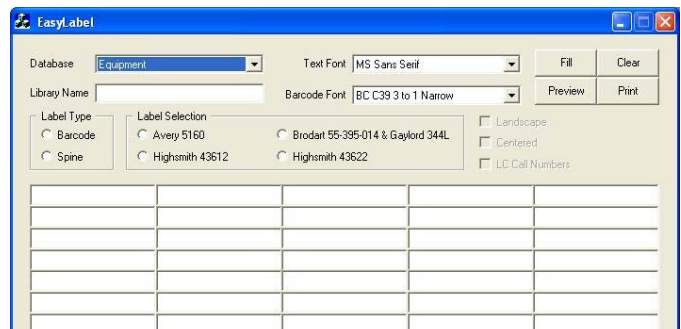 EasyLabel
Database Equipment Text Font MS Sans Serif Fill Clear
Library Name Barcode Font BC C39 3 to 1 Narrow Preview Print
Label Type Label Selection
Barcode Avery 5160 Brodart 55-395-014 & Gaylord 344L Landscape
Centered
Spine Highsmith 43612 Highsmith 43622 LC Call Numbers